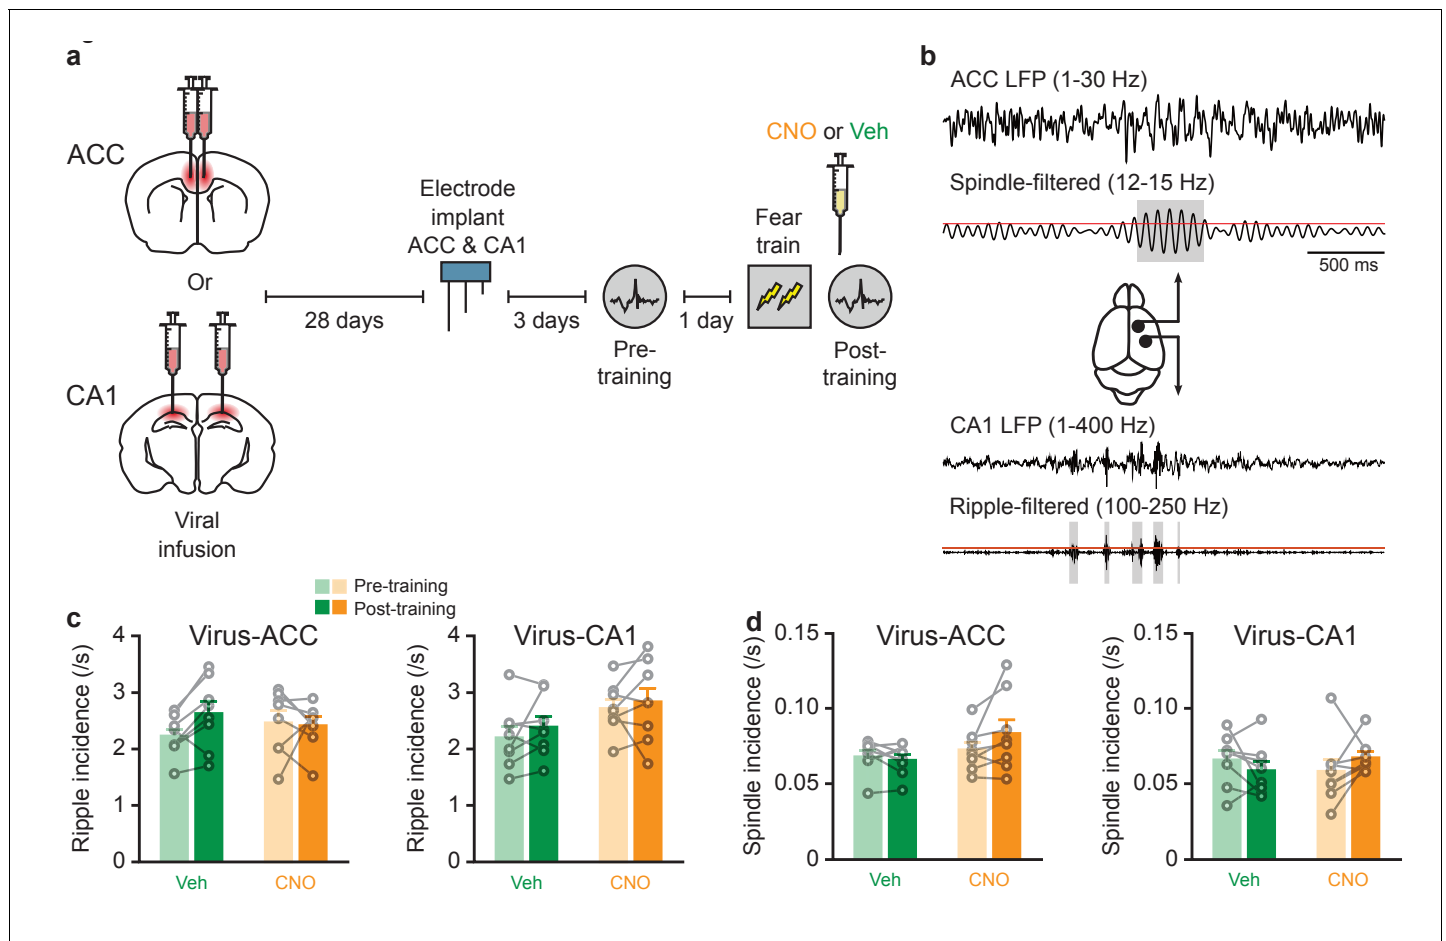 a
ACC
Or
CA1
Viral
infusion
28 days
Electrode
implant
ACC & CA1
3 days
Pre-
training
1 day
Fear
train
CNO or Veh
Post-
training
b
ACC LFP (1-30 Hz)
Spindle-filtered (12-15 Hz)
500 ms
CA1 LFP (1-400 Hz)
Ripple-filtered (100-250 Hz)
Pre-training
Post-training
c
Virus-ACC
Ripple incidence (/s)
4
3
2
1
0
Veh
CNO
Virus-CA1
Ripple incidence (/s)
4
3
2
1
0
Veh
CNO
d
Virus-ACC
Spindle incidence (/s)
0.15
0.10
0.05
0
Veh
CNO
Virus-CA1
Spindle incidence (/s)
0.15
0.10
0.05
0
Veh
CNO